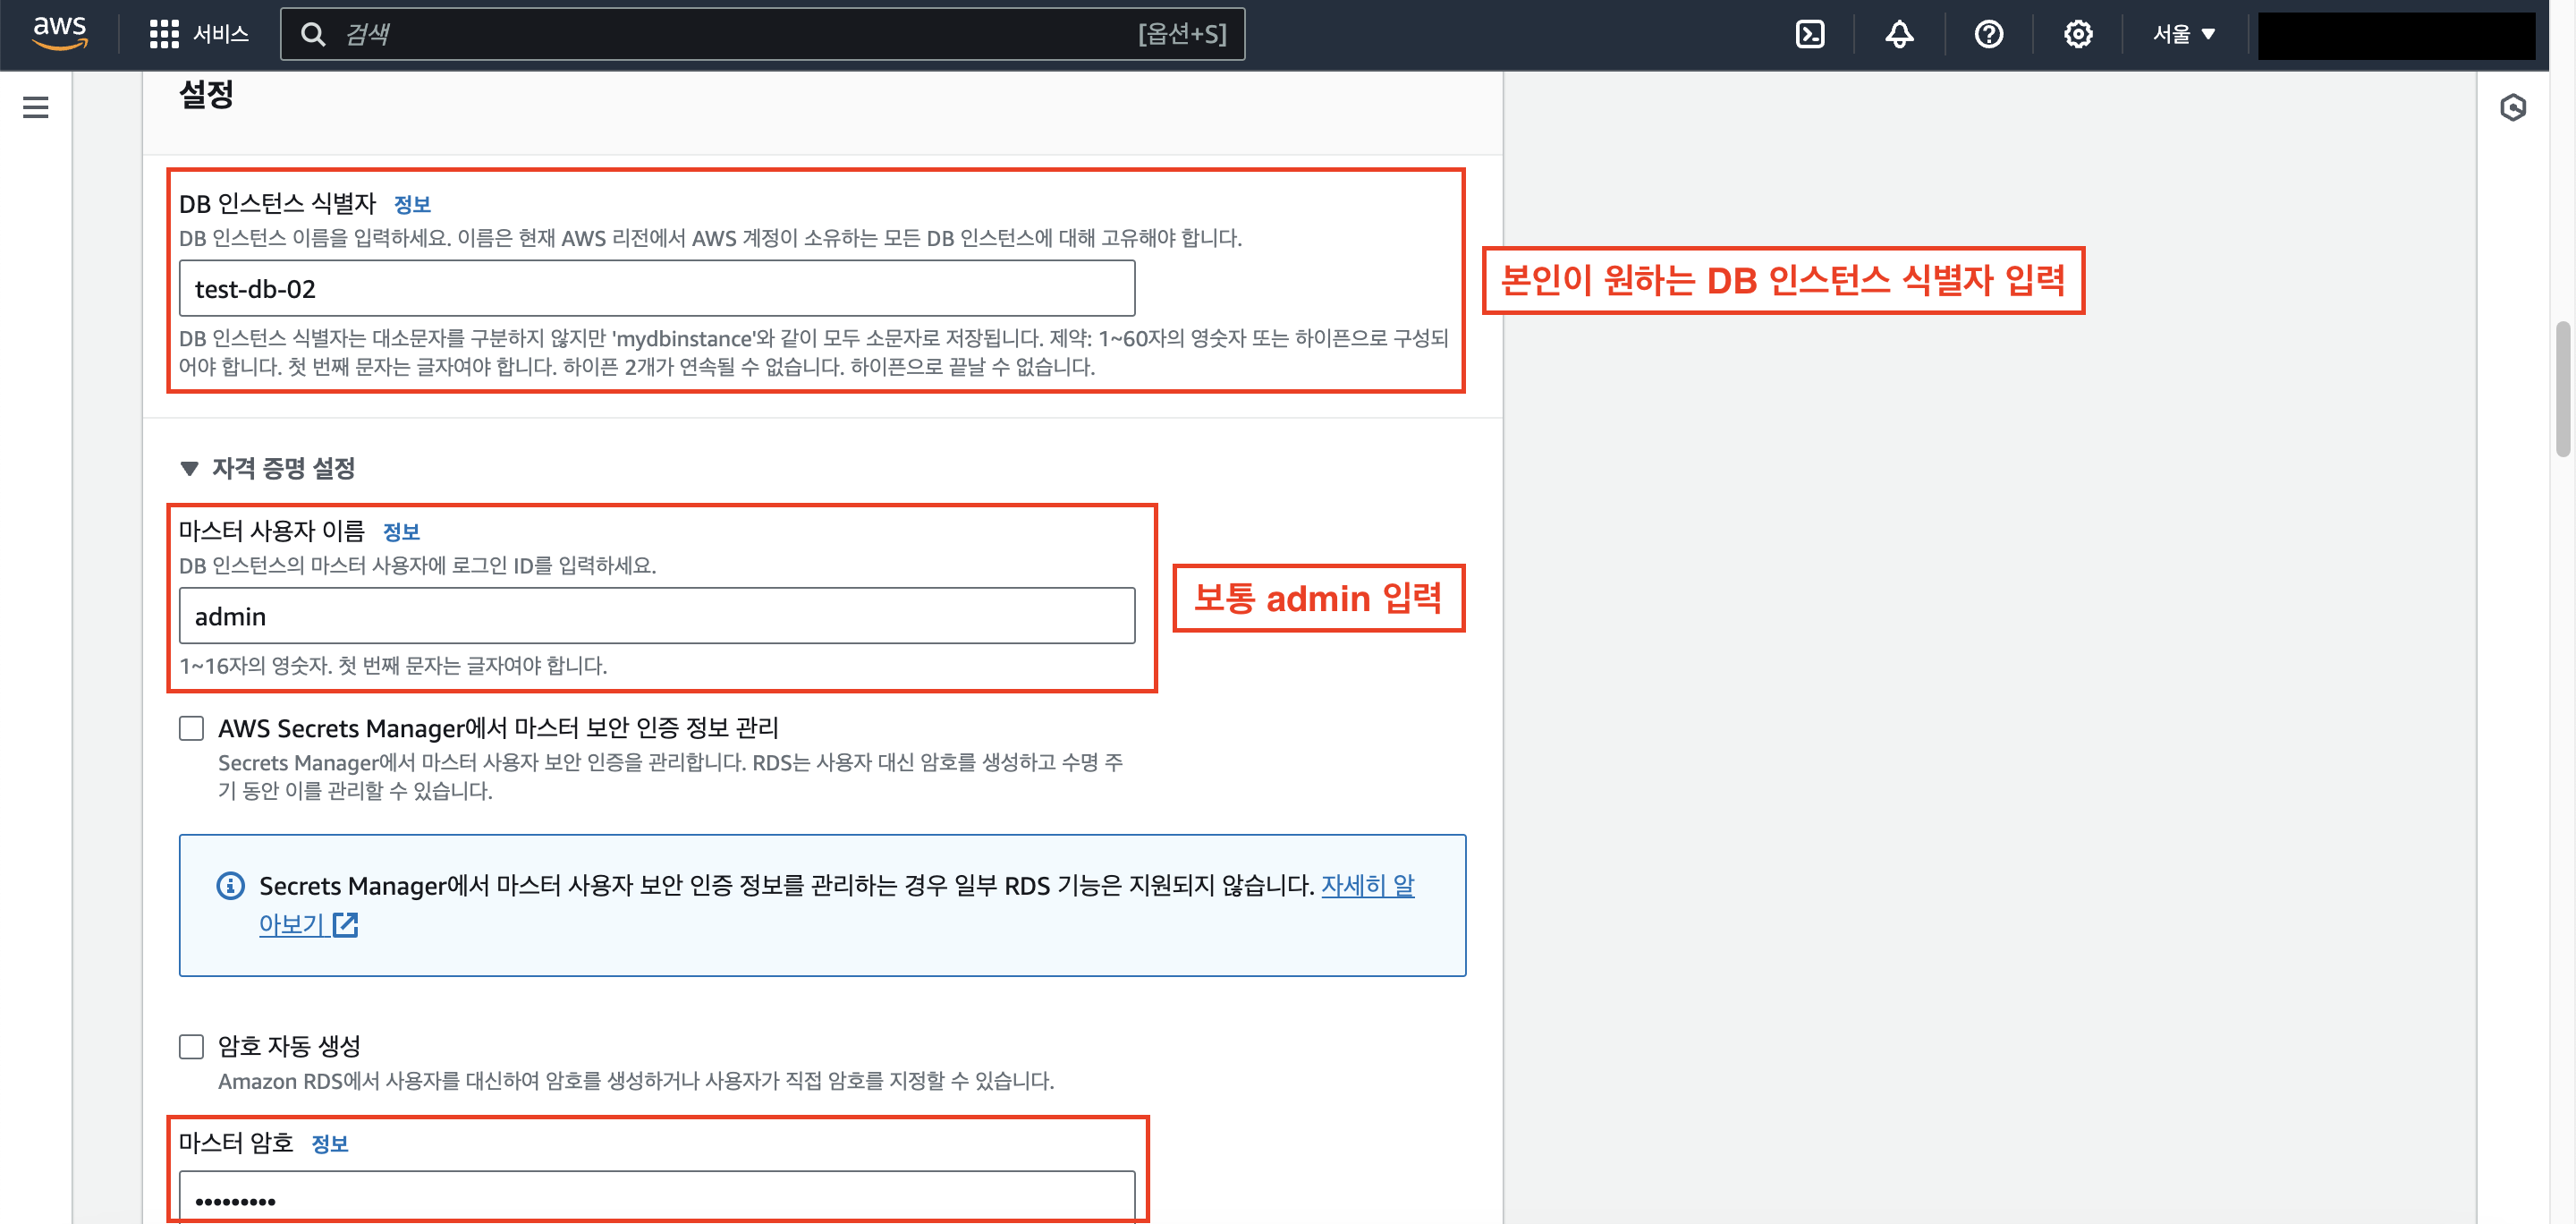 aws
서비스
검색
[옵션+S]
서울
설정
DB 인스턴스 식별자 정보
DB 인스턴스 이름을 입력하세요. 이름은 현재 AWS 리전에서 AWS 계정이 소유하는 모든 DB 인스턴스에 대해 고유해야 합니다.
test-db-02
본인이 원하는 DB 인스턴스 식별자 입력
DB 인스턴스 식별자는 대소문자를 구분하지 않지만 'mydbinstance'와 같이 모두 소문자로 저장됩니다. 제약: 1~60자의 영숫자 또는 하이픈으로 구성되
어야 합니다. 첫 번째 문자는 글자여야 합니다. 하이픈 2개가 연속될 수 없습니다. 하이픈으로 끝날 수 없습니다.
자격 증명 설정
마스터 사용자 이름 정보
DB 인스턴스의 마스터 사용자에 로그인 ID를 입력하세요.
admin
보통 admin 입력
1~16자의 영숫자. 첫 번째 문자는 글자여야 합니다.
AWS Secrets Manager에서 마스터 보안 인증 정보 관리
Secrets Manager에서 마스터 사용자 보안 인증을 관리합니다. RDS는 사용자 대신 암호를 생성하고 수명 주
기 동안 이를 관리할 수 있습니다.
Secrets Manager에서 마스터 사용자 보안 인증 정보를 관리하는 경우 일부 RDS 기능은 지원되지 않습니다. 자세히 알
아보기
암호 자동 생성
Amazon RDS에서 사용자를 대신하여 암호를 생성하거나 사용자가 직접 암호를 지정할 수 있습니다.
마스터 암호 정보
•••••••••